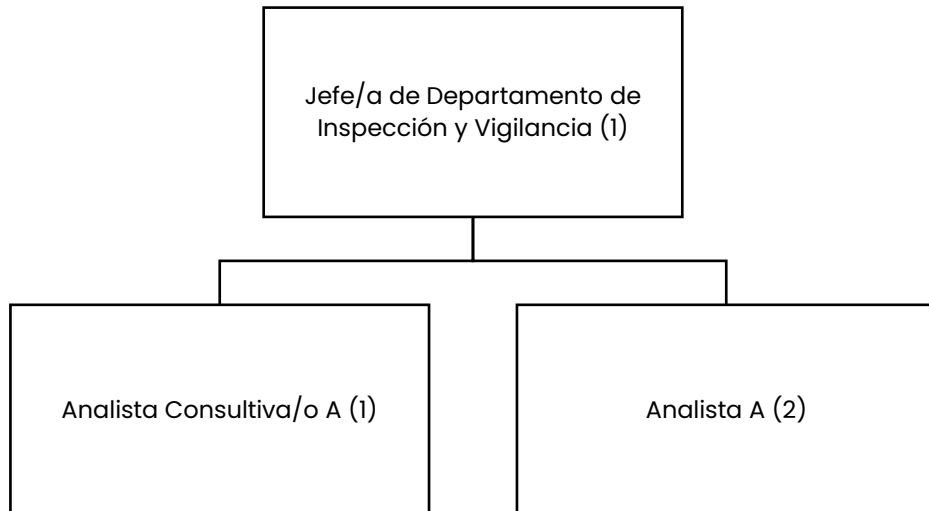 Jefe/a de Departamento de
Inspección y Vigilancia (1)
Analista Consultiva/o A (1)
Analista A (2)